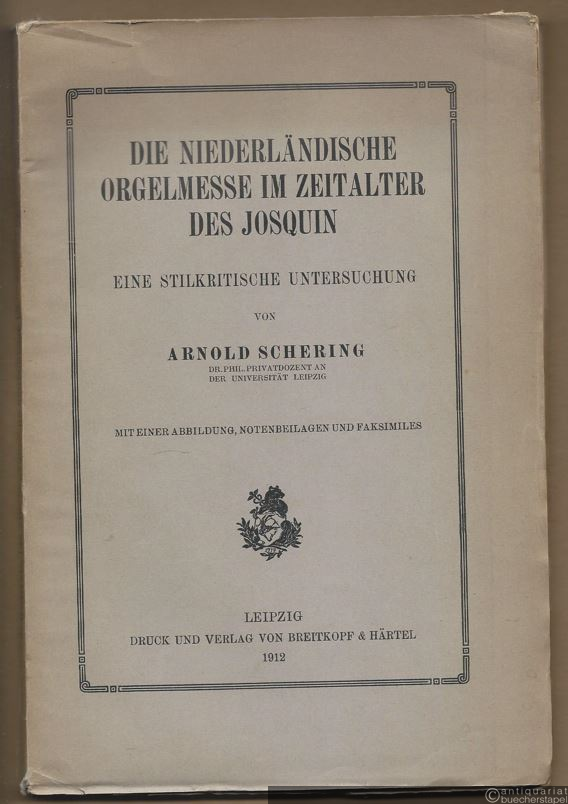 DIE NIEDERLÄNDISCHE
ORGELMESSE IM ZEITALTER
DES JOSQUIN
EINE STILKRITISCHE UNTERSUCHUNG
VON
ARNOLD SCHERING
DR. PHIL., PRIVATDOZENT AN
DER UNIVERSITÄT LEIPZIG
MIT EINER ABBILDUNG, NOTENBEILAGEN UND FAKSIMILES
LEIPZIG
DRUCK UND VERLAG VON BREITKOPF & HÄRTEL
1912
©antiquariat
buecherstapel